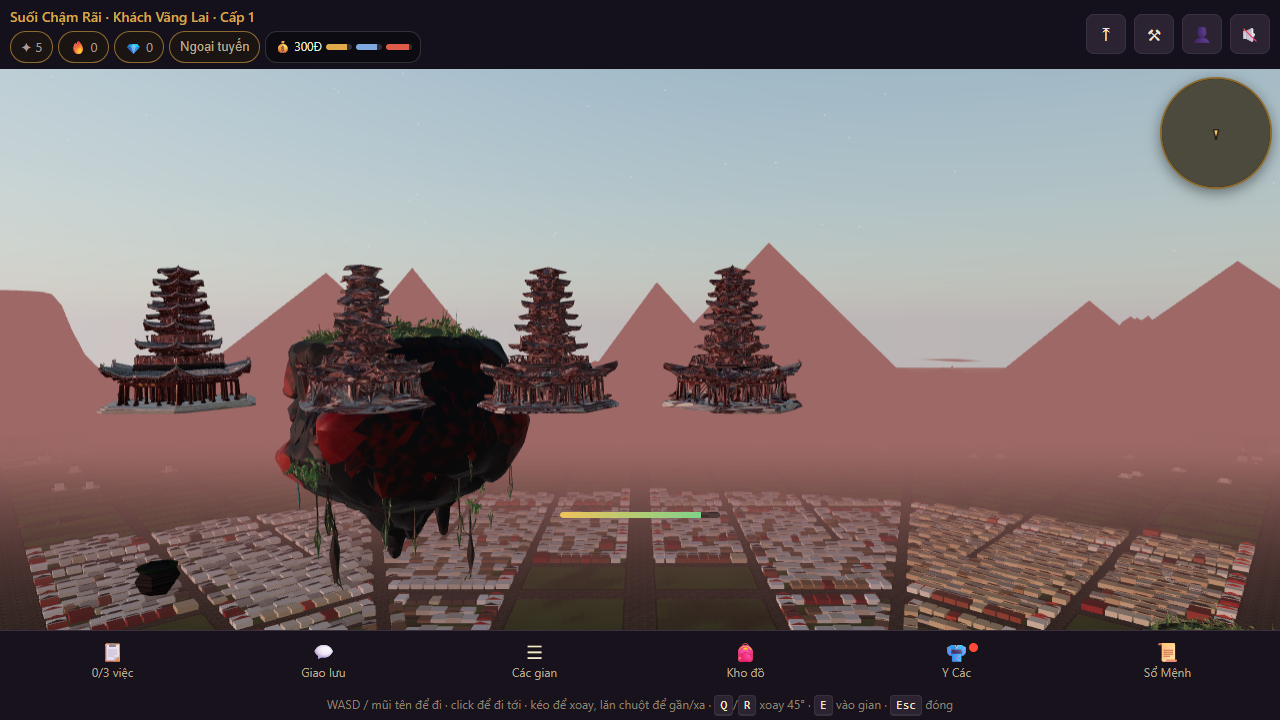 Suối Chậm Rãi · Khách Vãng Lai · Cấp 1
✦ 5 0 0 Ngoại tuyến 300Đ
0/3 việc Giao lưu Các gian Kho đồ Y Các Sổ Mệnh
WASD / mũi tên để đi · click để đi tới · kéo để xoay, lăn chuột để gần/xa · Q / R xoay 45° · E vào gian · Esc đóng